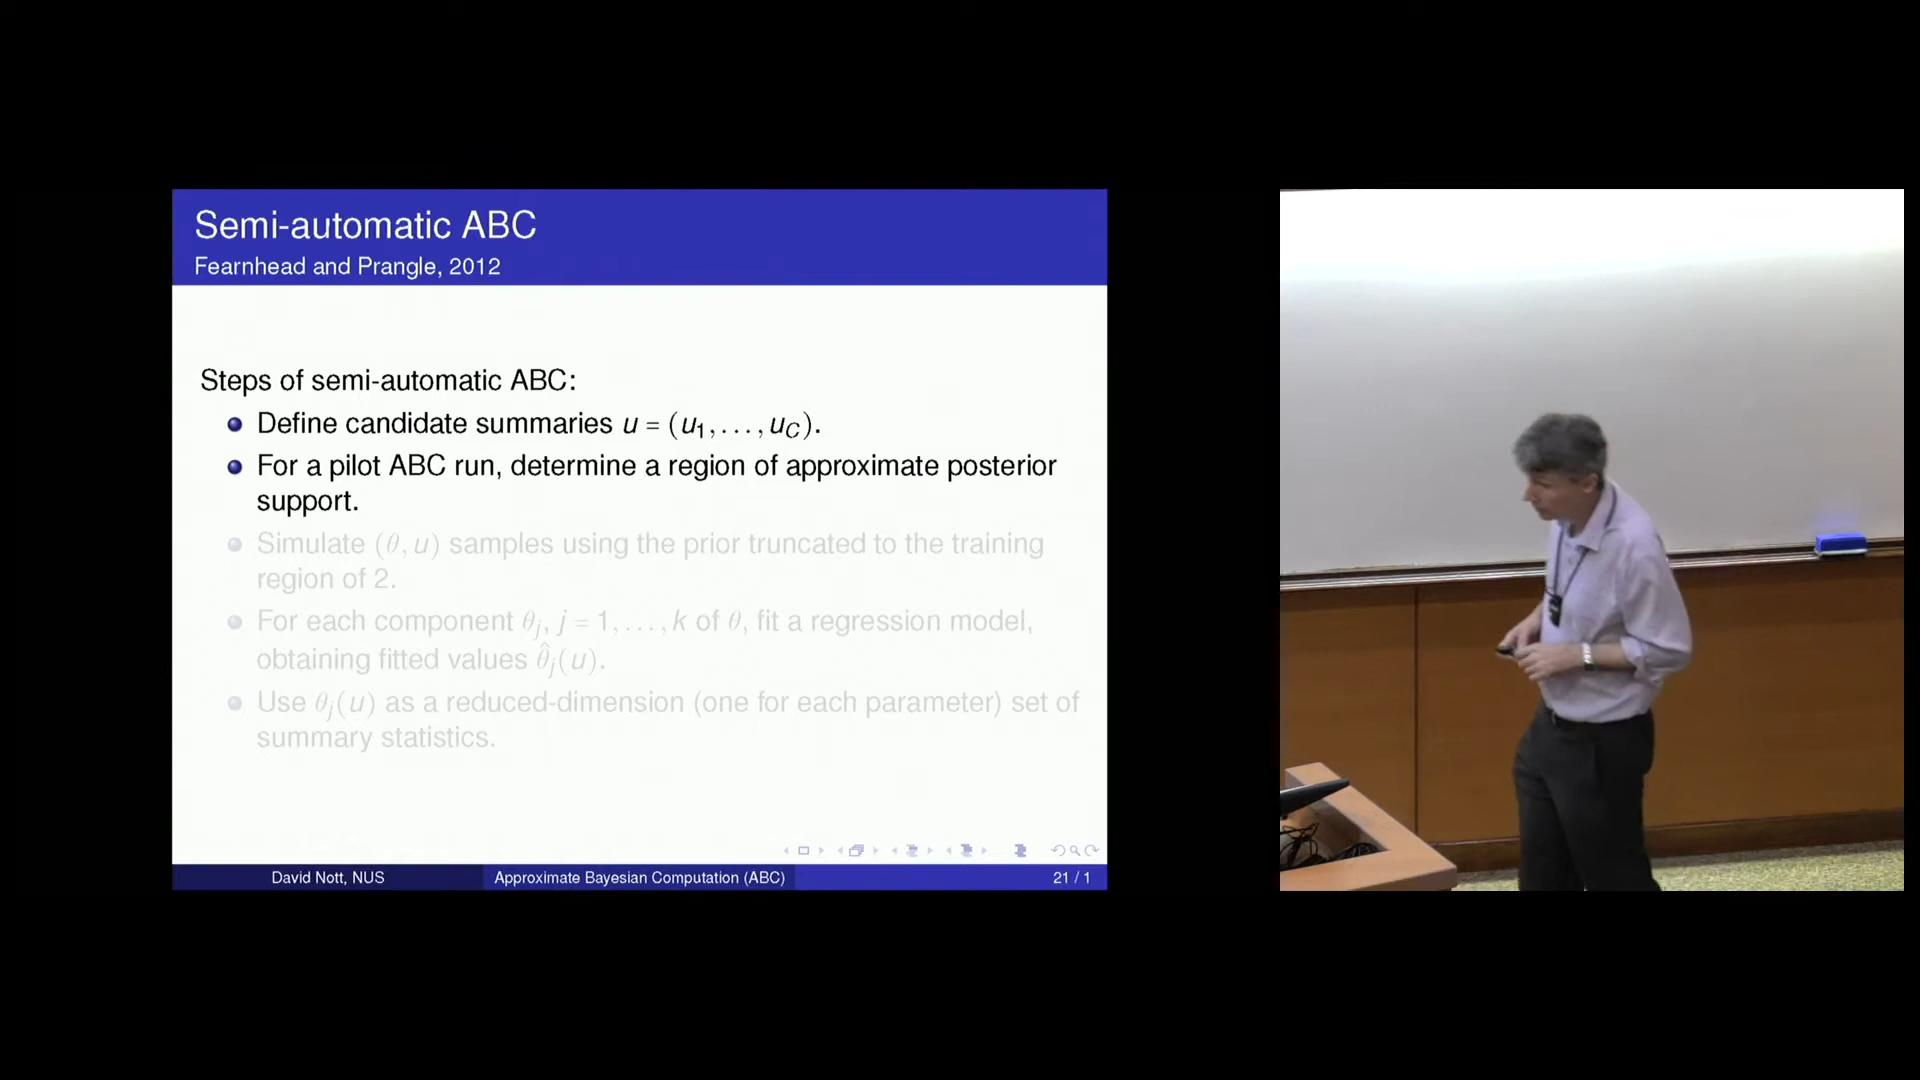 Semi-automatic ABC
Fearnhead and Prangle, 2012
Steps of semi-automatic ABC:
Define candidate summaries u = (u₁, . . . , u_C).
For a pilot ABC run, determine a region of approximate posterior
support.
Simulate (θ, u) samples using the prior truncated to the training
region of 2.
For each component θⱼ, j = 1, . . . , k of θ, fit a regression model,
obtaining fitted values θ̂ⱼ(u).
Use θⱼ(u) as a reduced-dimension (one for each parameter) set of
summary statistics.
David Nott, NUS
Approximate Bayesian Computation (ABC)
21 / 1